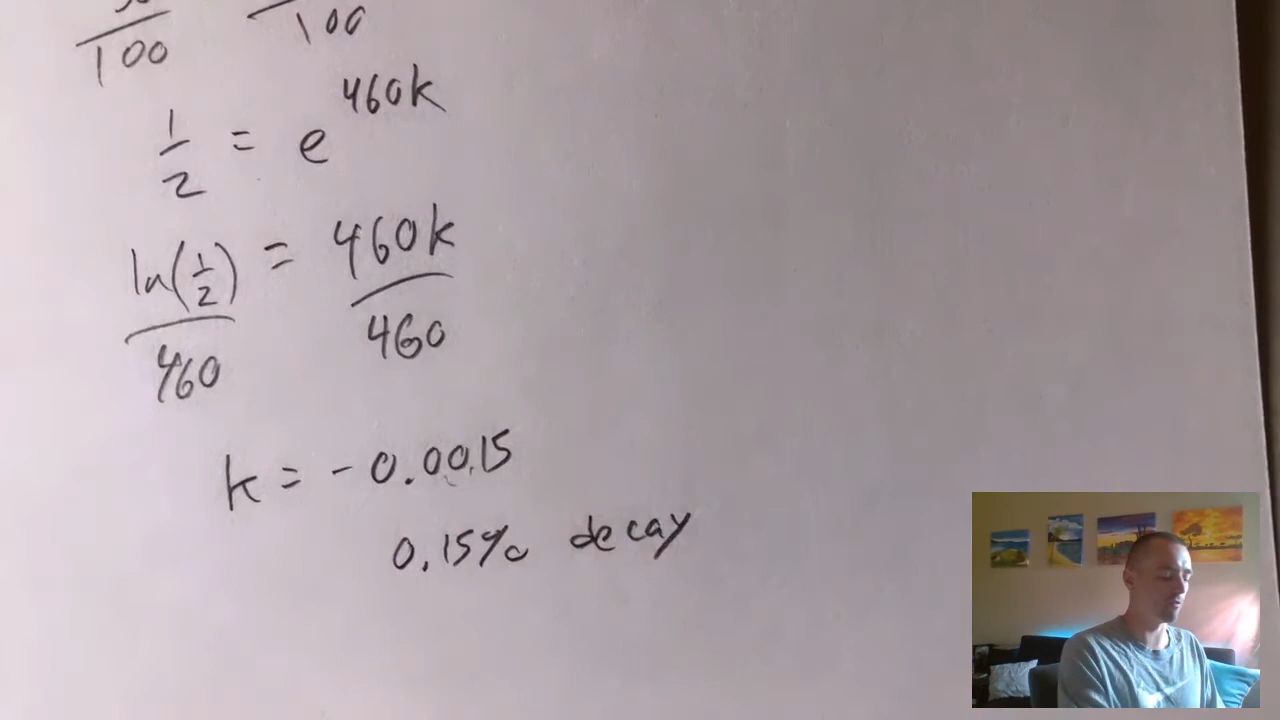 100 100
1/2 = e^460k
ln(1/2)/460 = 460k/460
k = -0.0015
0.15% decay